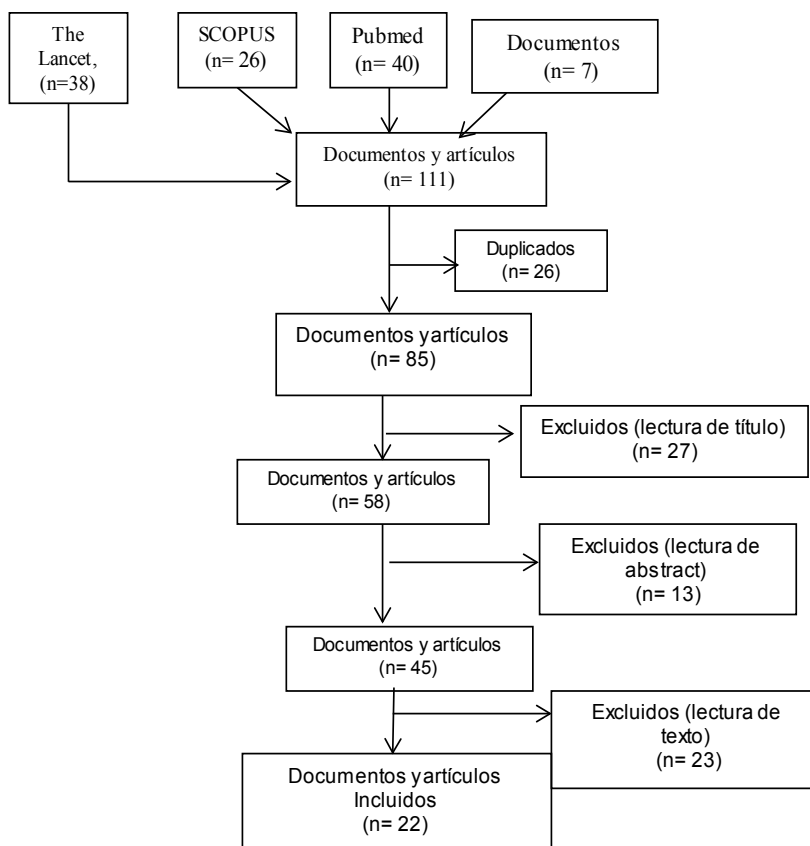 The
Lancet,
(n=38)
SCOPUS
(n= 26)
Pubmed
(n= 40)
Documentos
(n= 7)
Documentos y artículos
(n= 111)
Duplicados
(n= 26)
Documentos yartículos
(n= 85)
Excluidos (lectura de título)
(n= 27)
Documentos y artículos
(n= 58)
Excluidos (lectura de
abstract)
(n= 13)
Documentos y artículos
(n= 45)
Excluidos (lectura de
texto)
(n= 23)
Documentos yartículos
Incluidos
(n= 22)